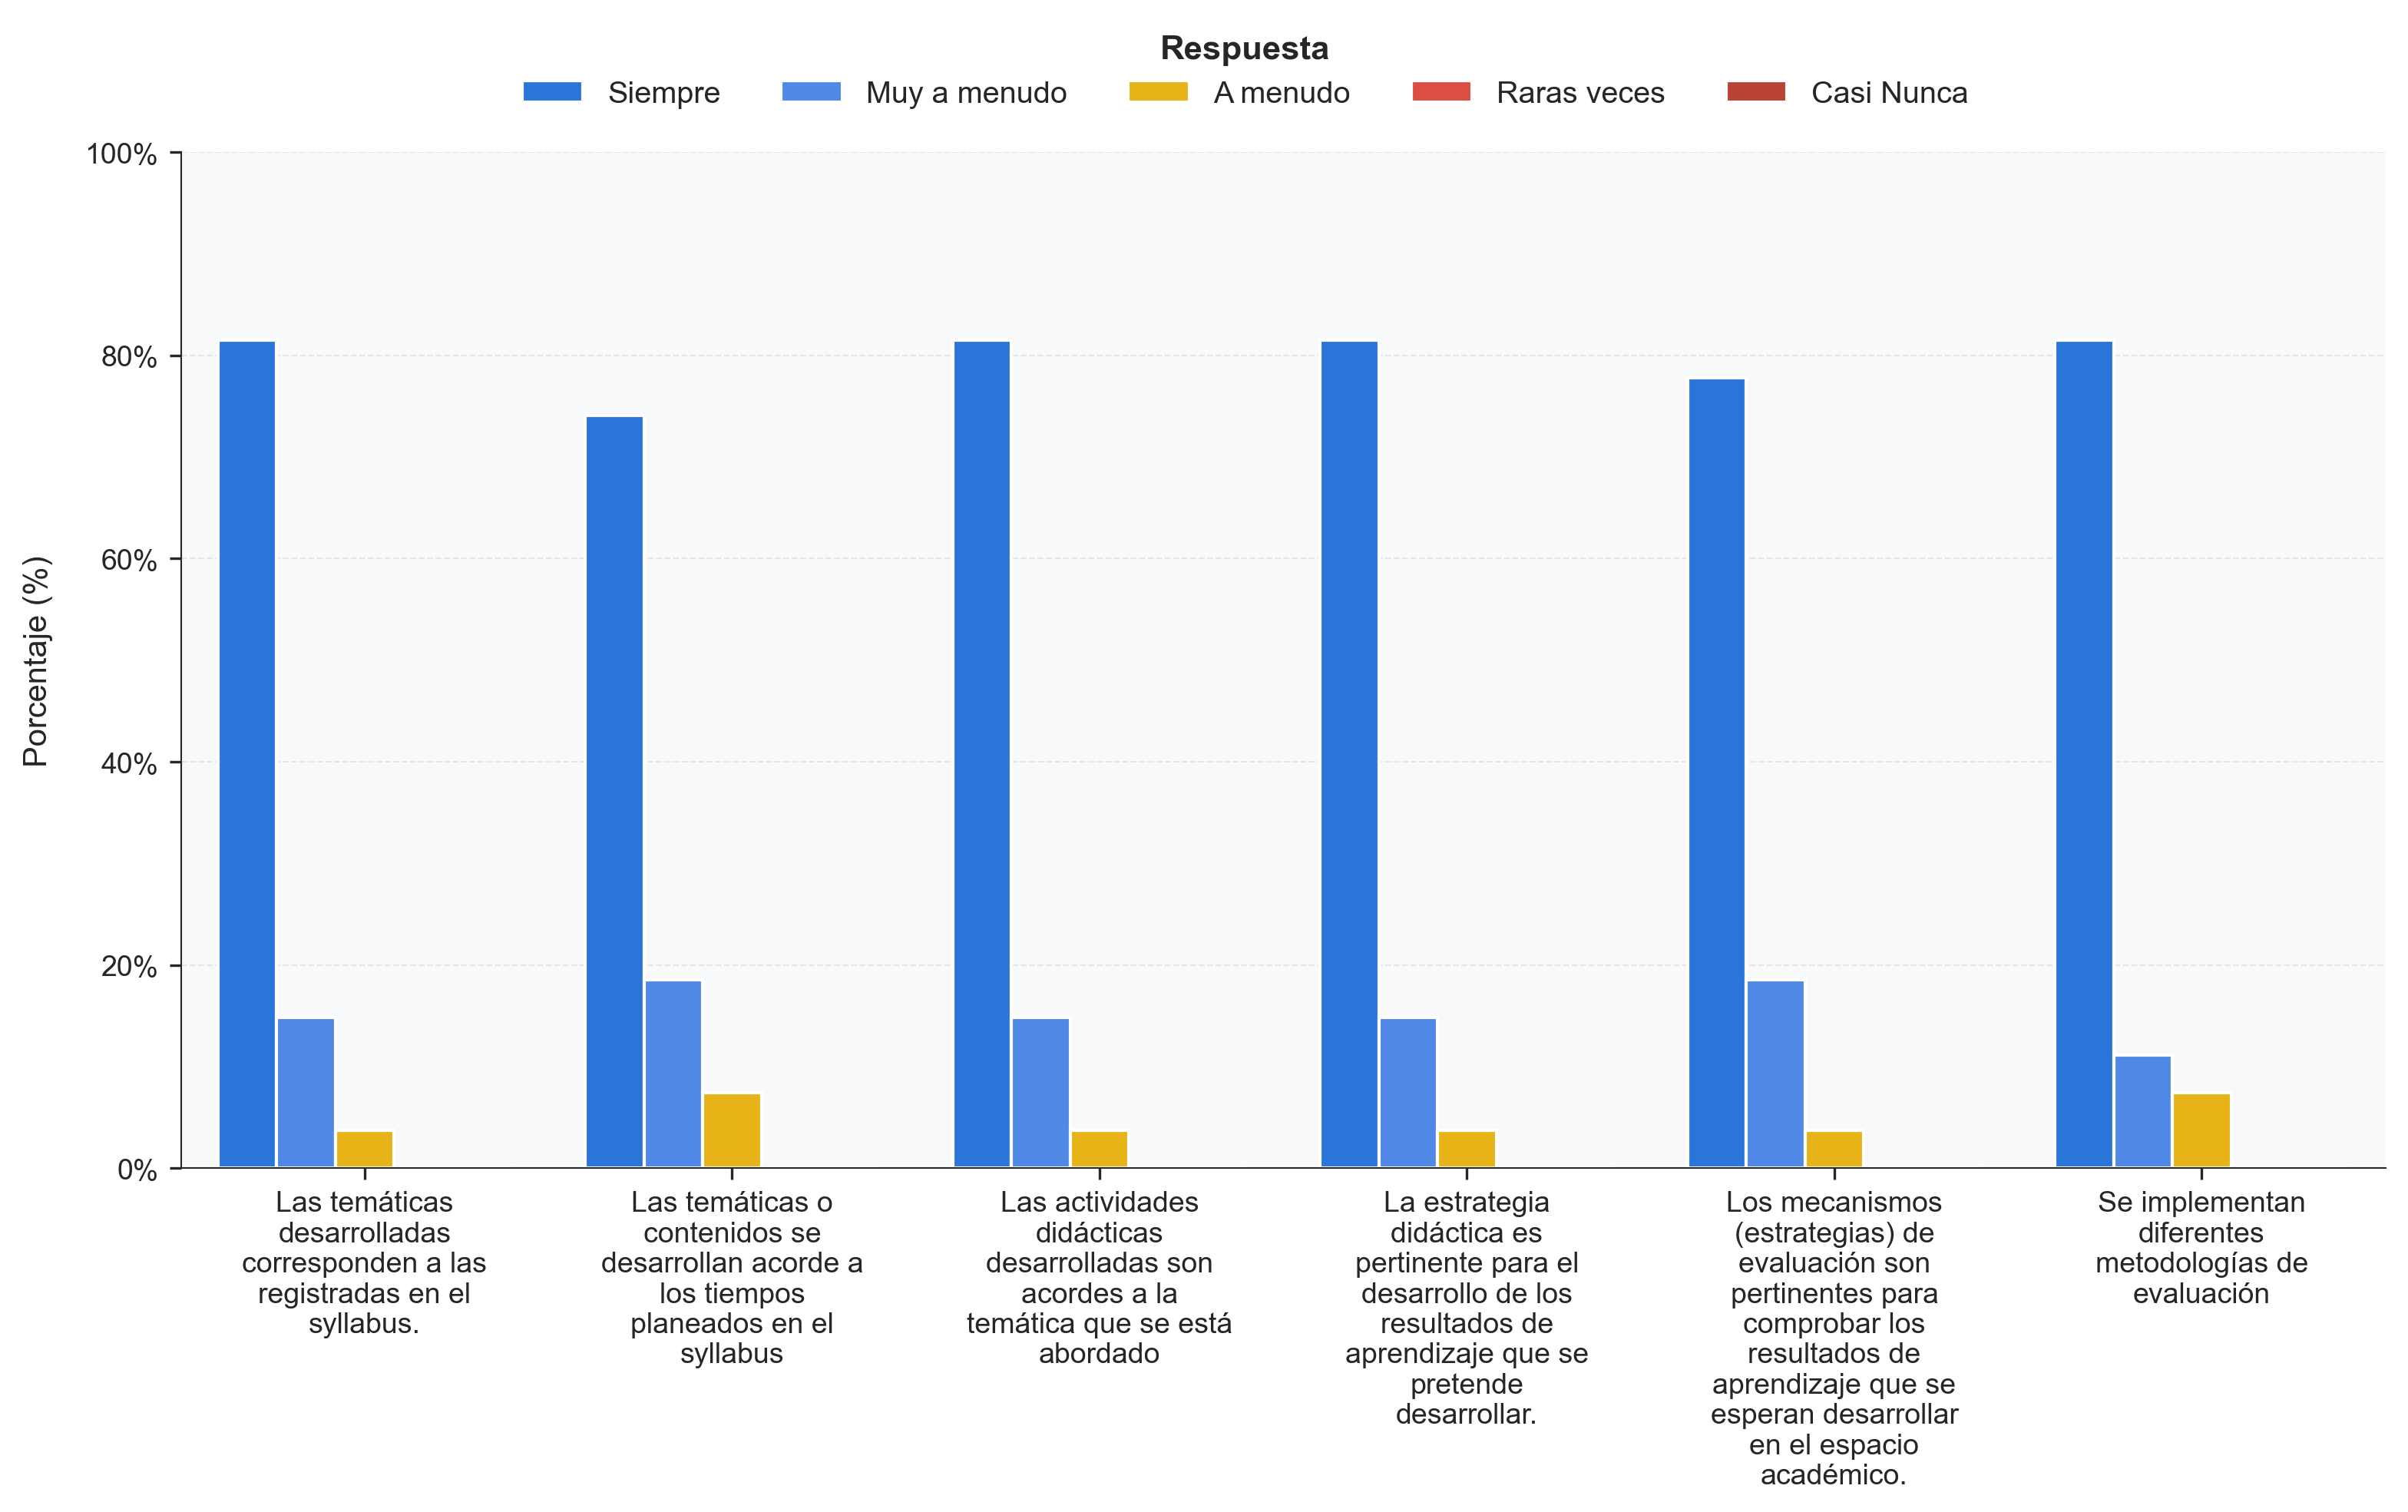 Respuesta
Siempre
Muy a menudo
A menudo
Raras veces
Casi Nunca
100%
80%
60%
40%
20%
0%
Porcentaje (%)
Las temáticas
desarrolladas
corresponden a las
registradas en el
syllabus.
Las temáticas o
contenidos se
desarrollan acorde a
los tiempos
planeados en el
syllabus
Las actividades
didácticas
desarrolladas son
acordes a la
temática que se está
abordado
La estrategia
didáctica es
pertinente para el
desarrollo de los
resultados de
aprendizaje que se
pretende
desarrollar.
Los mecanismos
(estrategias) de
evaluación son
pertinentes para
comprobar los
resultados de
aprendizaje que se
esperan desarrollar
en el espacio
académico.
Se implementan
diferentes
metodologías de
evaluación